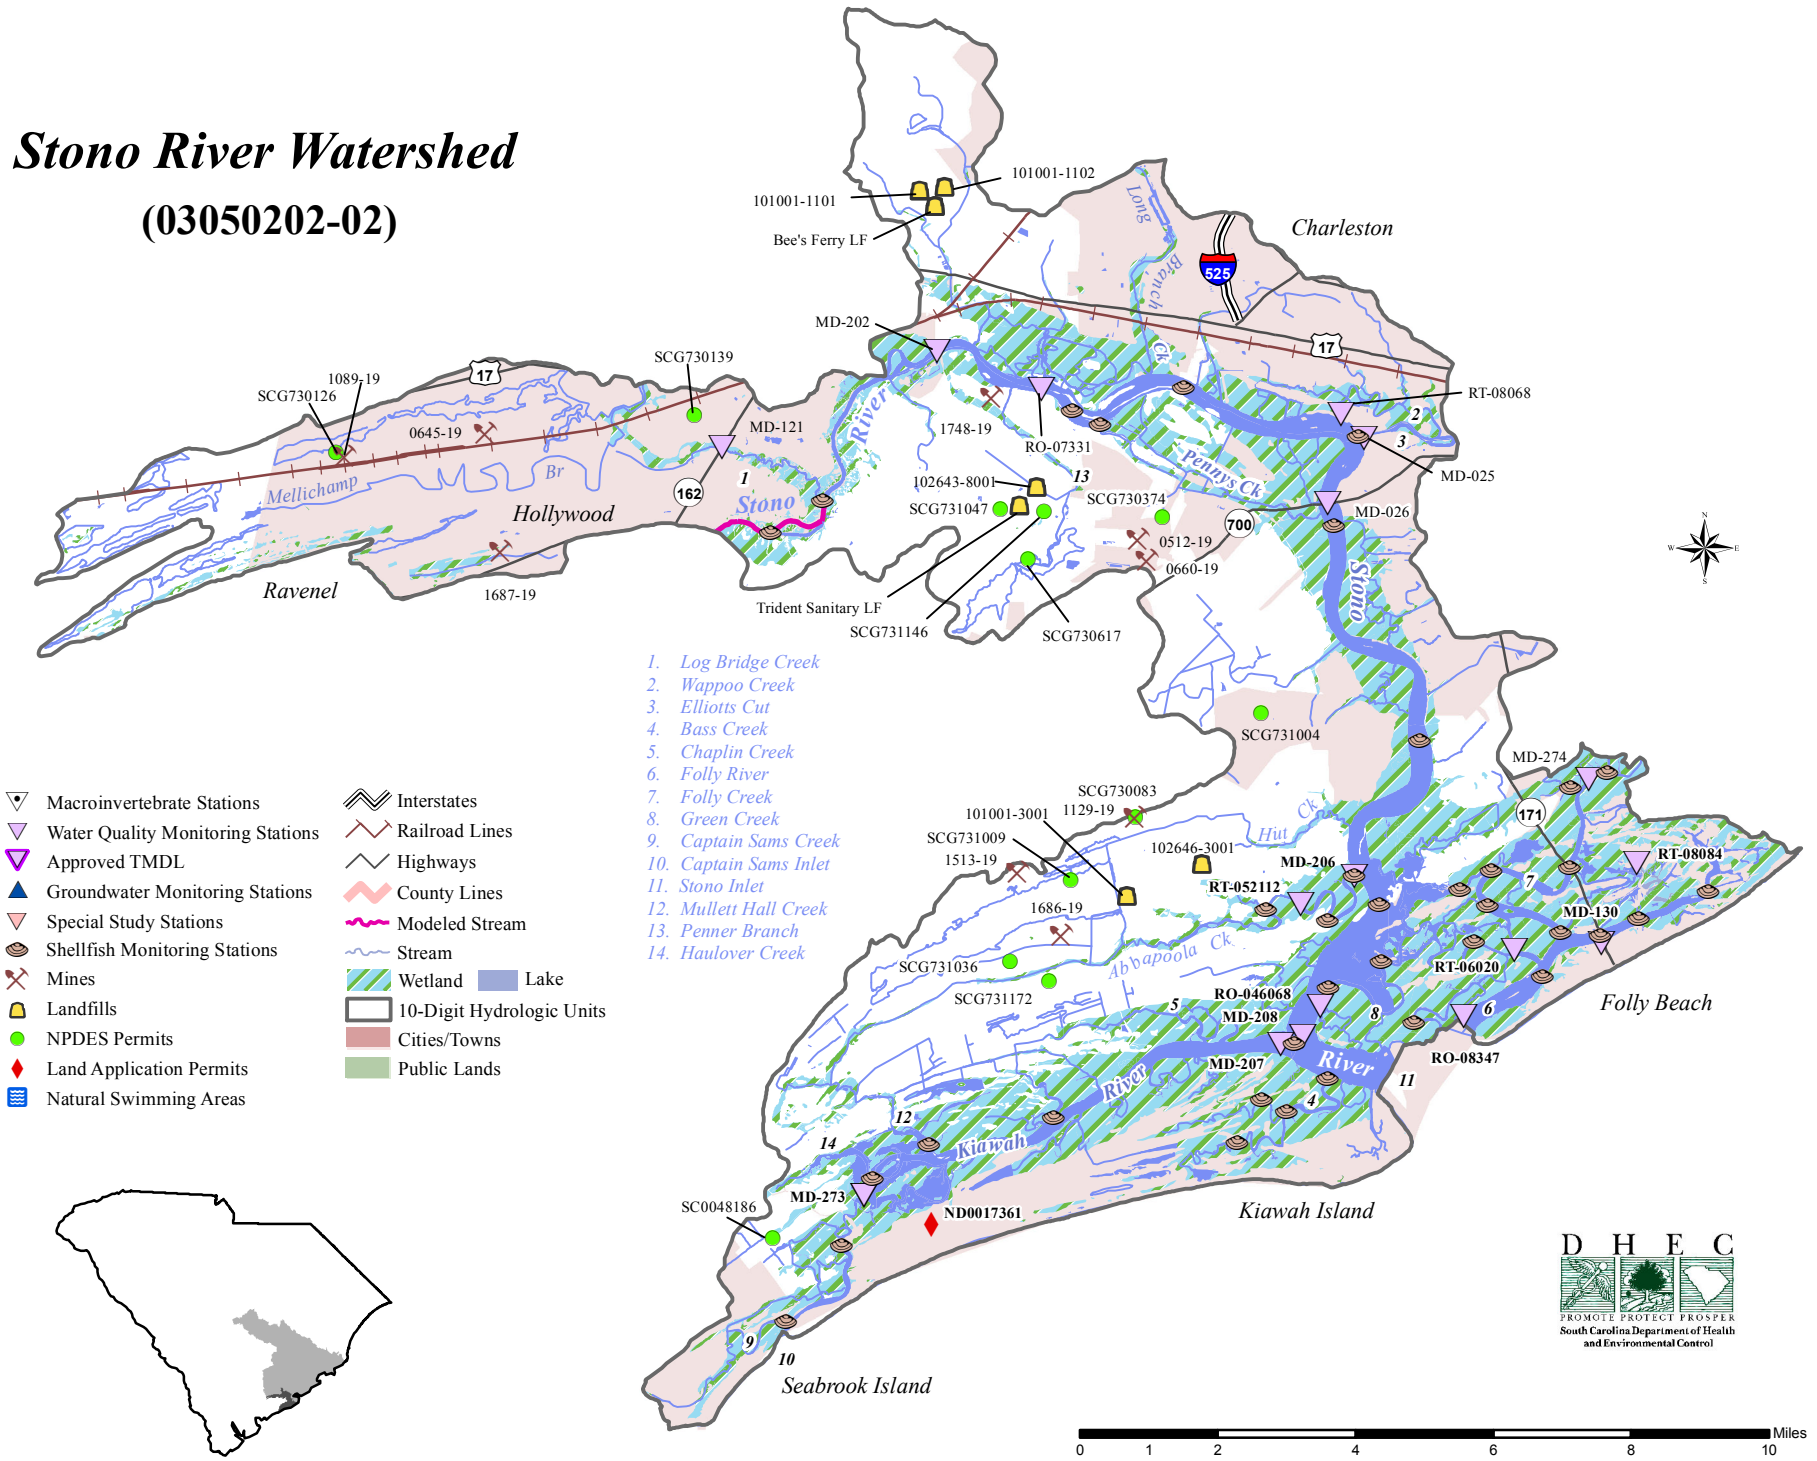 Stono River Watershed
(03050202-02)
101001-1102
101001-1101
Bee's Ferry LF
Long
Branch
Ck
525
Charleston
17
MD-202
SCG730139
1089-19
SCG730126
17
0645-19
MD-121
River
1748-19
RO-07331
RT-08068
2
3
MD-025
Mellichamp
Br
162
1
Stono
Hollywood
102643-8001
13
SCG731047
SCG730374
Pennys Ck
MD-026
700
0512-19
0660-19
Ravenel
1687-19
Trident Sanitary LF
SCG731146
SCG730617
Stono
N
W
E
S
1. Log Bridge Creek
2. Wappoo Creek
3. Elliotts Cut
4. Bass Creek
5. Chaplin Creek
6. Folly River
7. Folly Creek
8. Green Creek
9. Captain Sams Creek
10. Captain Sams Inlet
11. Stono Inlet
12. Mullett Hall Creek
13. Penner Branch
14. Haulover Creek
SCG731004
MD-274
171
SCG730083
1129-19
101001-3001
SCG731009
1513-19
Hut Ck
102646-3001
MD-206
RT-052112
7
RT-08084
1686-19
MD-130
Abbapoola Ck
SCG731036
SCG731172
RT-06020
RO-046068
5
MD-208
8
6
Folly Beach
MD-207
River
RO-08347
11
River
4
12
14
Kiawah
MD-273
SC0048186
ND0017361
Kiawah Island
9
10
Seabrook Island
Macroinvertebrate Stations
Water Quality Monitoring Stations
Approved TMDL
Groundwater Monitoring Stations
Special Study Stations
Shellfish Monitoring Stations
Mines
Landfills
NPDES Permits
Land Application Permits
Natural Swimming Areas
Interstates
Railroad Lines
Highways
County Lines
Modeled Stream
Stream
Wetland
Lake
10-Digit Hydrologic Units
Cities/Towns
Public Lands
D H E C
PROMOTE PROTECT PROSPER
South Carolina Department of Health
and Environmental Control
Miles
0 1 2 4 6 8 10